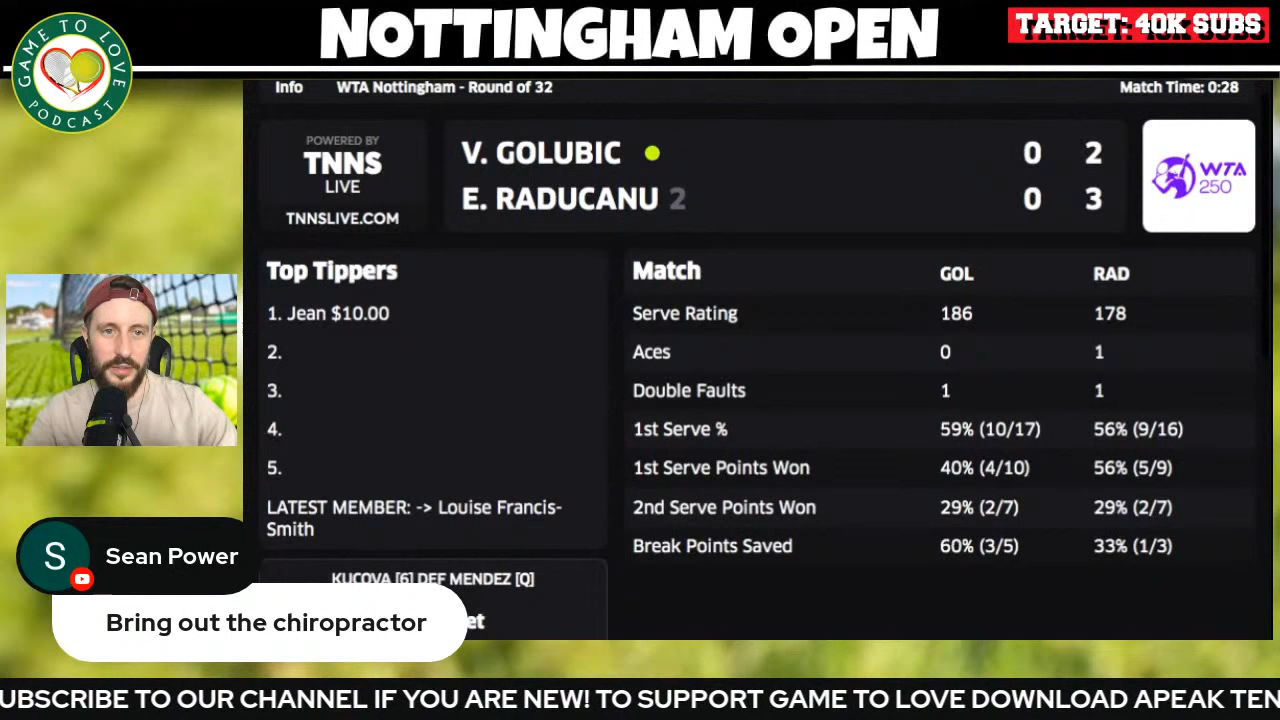 GAME TO LOVE
PODCAST
NOTTINGHAM OPEN
TARGET: 40K SUBS
Info
WTA Nottingham - Round of 32
Match Time: 0:28
POWERED BY
TNNS
LIVE
TNNSLIVE.COM
V. GOLUBIC 0 2
E. RADUCANU 2 0 3
WTA
250
Top Tippers
1. Jean $10.00
2.
3.
4.
5.
LATEST MEMBER: -> Louise Francis-
Smith
KUCOVA [6] DEF MENDEZ [Q]
et
Match GOL RAD
Serve Rating 186 178
Aces 0 1
Double Faults 1 1
1st Serve % 59% (10/17) 56% (9/16)
1st Serve Points Won 40% (4/10) 56% (5/9)
2nd Serve Points Won 29% (2/7) 29% (2/7)
Break Points Saved 60% (3/5) 33% (1/3)
S
Sean Power
Bring out the chiropractor
UBSCRIBE TO OUR CHANNEL IF YOU ARE NEW! TO SUPPORT GAME TO LOVE DOWNLOAD APEAK TEN